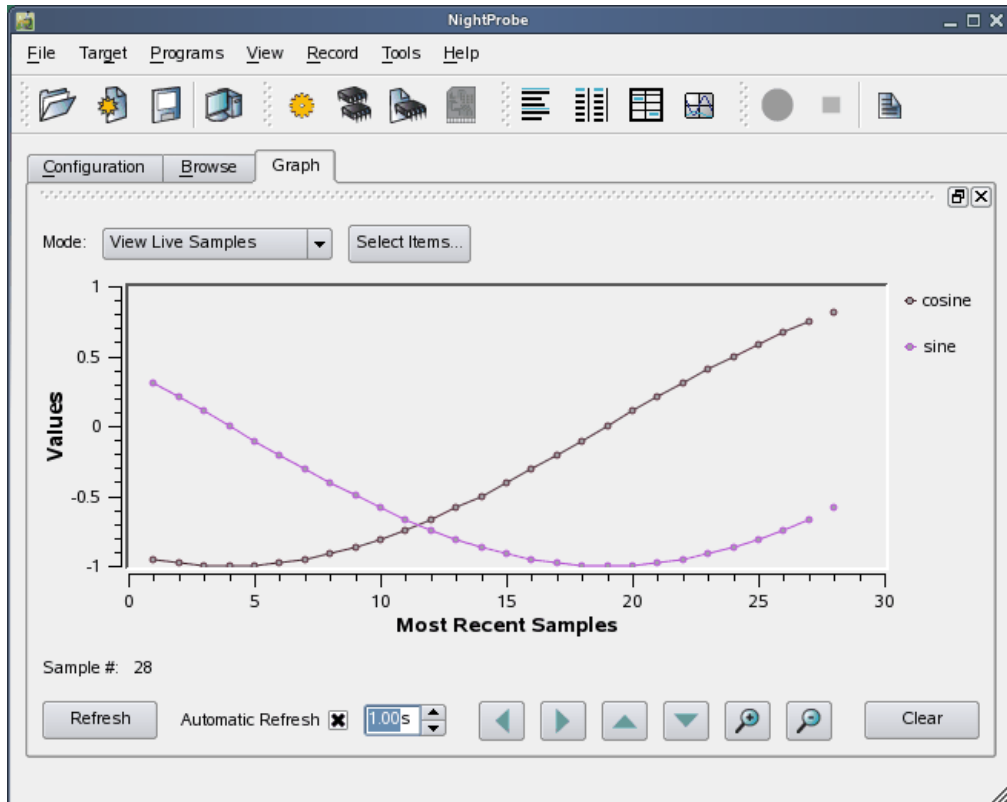 NightProbe
File Target Programs View Record Tools Help
Configuration Browse Graph
Mode: View Live Samples Select Items...
1
0.5
0
-0.5
-1
Values
0 5 10 15 20 25 30
Most Recent Samples
cosine
sine
Sample #: 28
Refresh Automatic Refresh 1.00s Clear